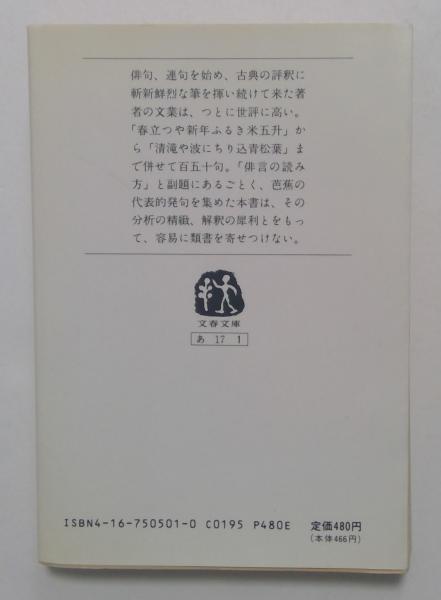 俳句、連句を始め、古典の評釈に
斬新鮮烈な筆を揮い続けて来た著
者の文業は、つとに世評に高い。
「春立つや新年ふるき米五升」か
ら「清滝や波にちり込青松葉」ま
で併せて百五十句。「俳言の読み
方」と副題にあるごとく、芭蕉の
代表的発句を集めた本書は、その
分析の精緻、解釈の犀利とをもっ
て、容易に類書を寄せつけない。
文春文庫
あ 17 1
ISBN4-16-750501-0 C0195 P480E 定価480円
(本体466円)